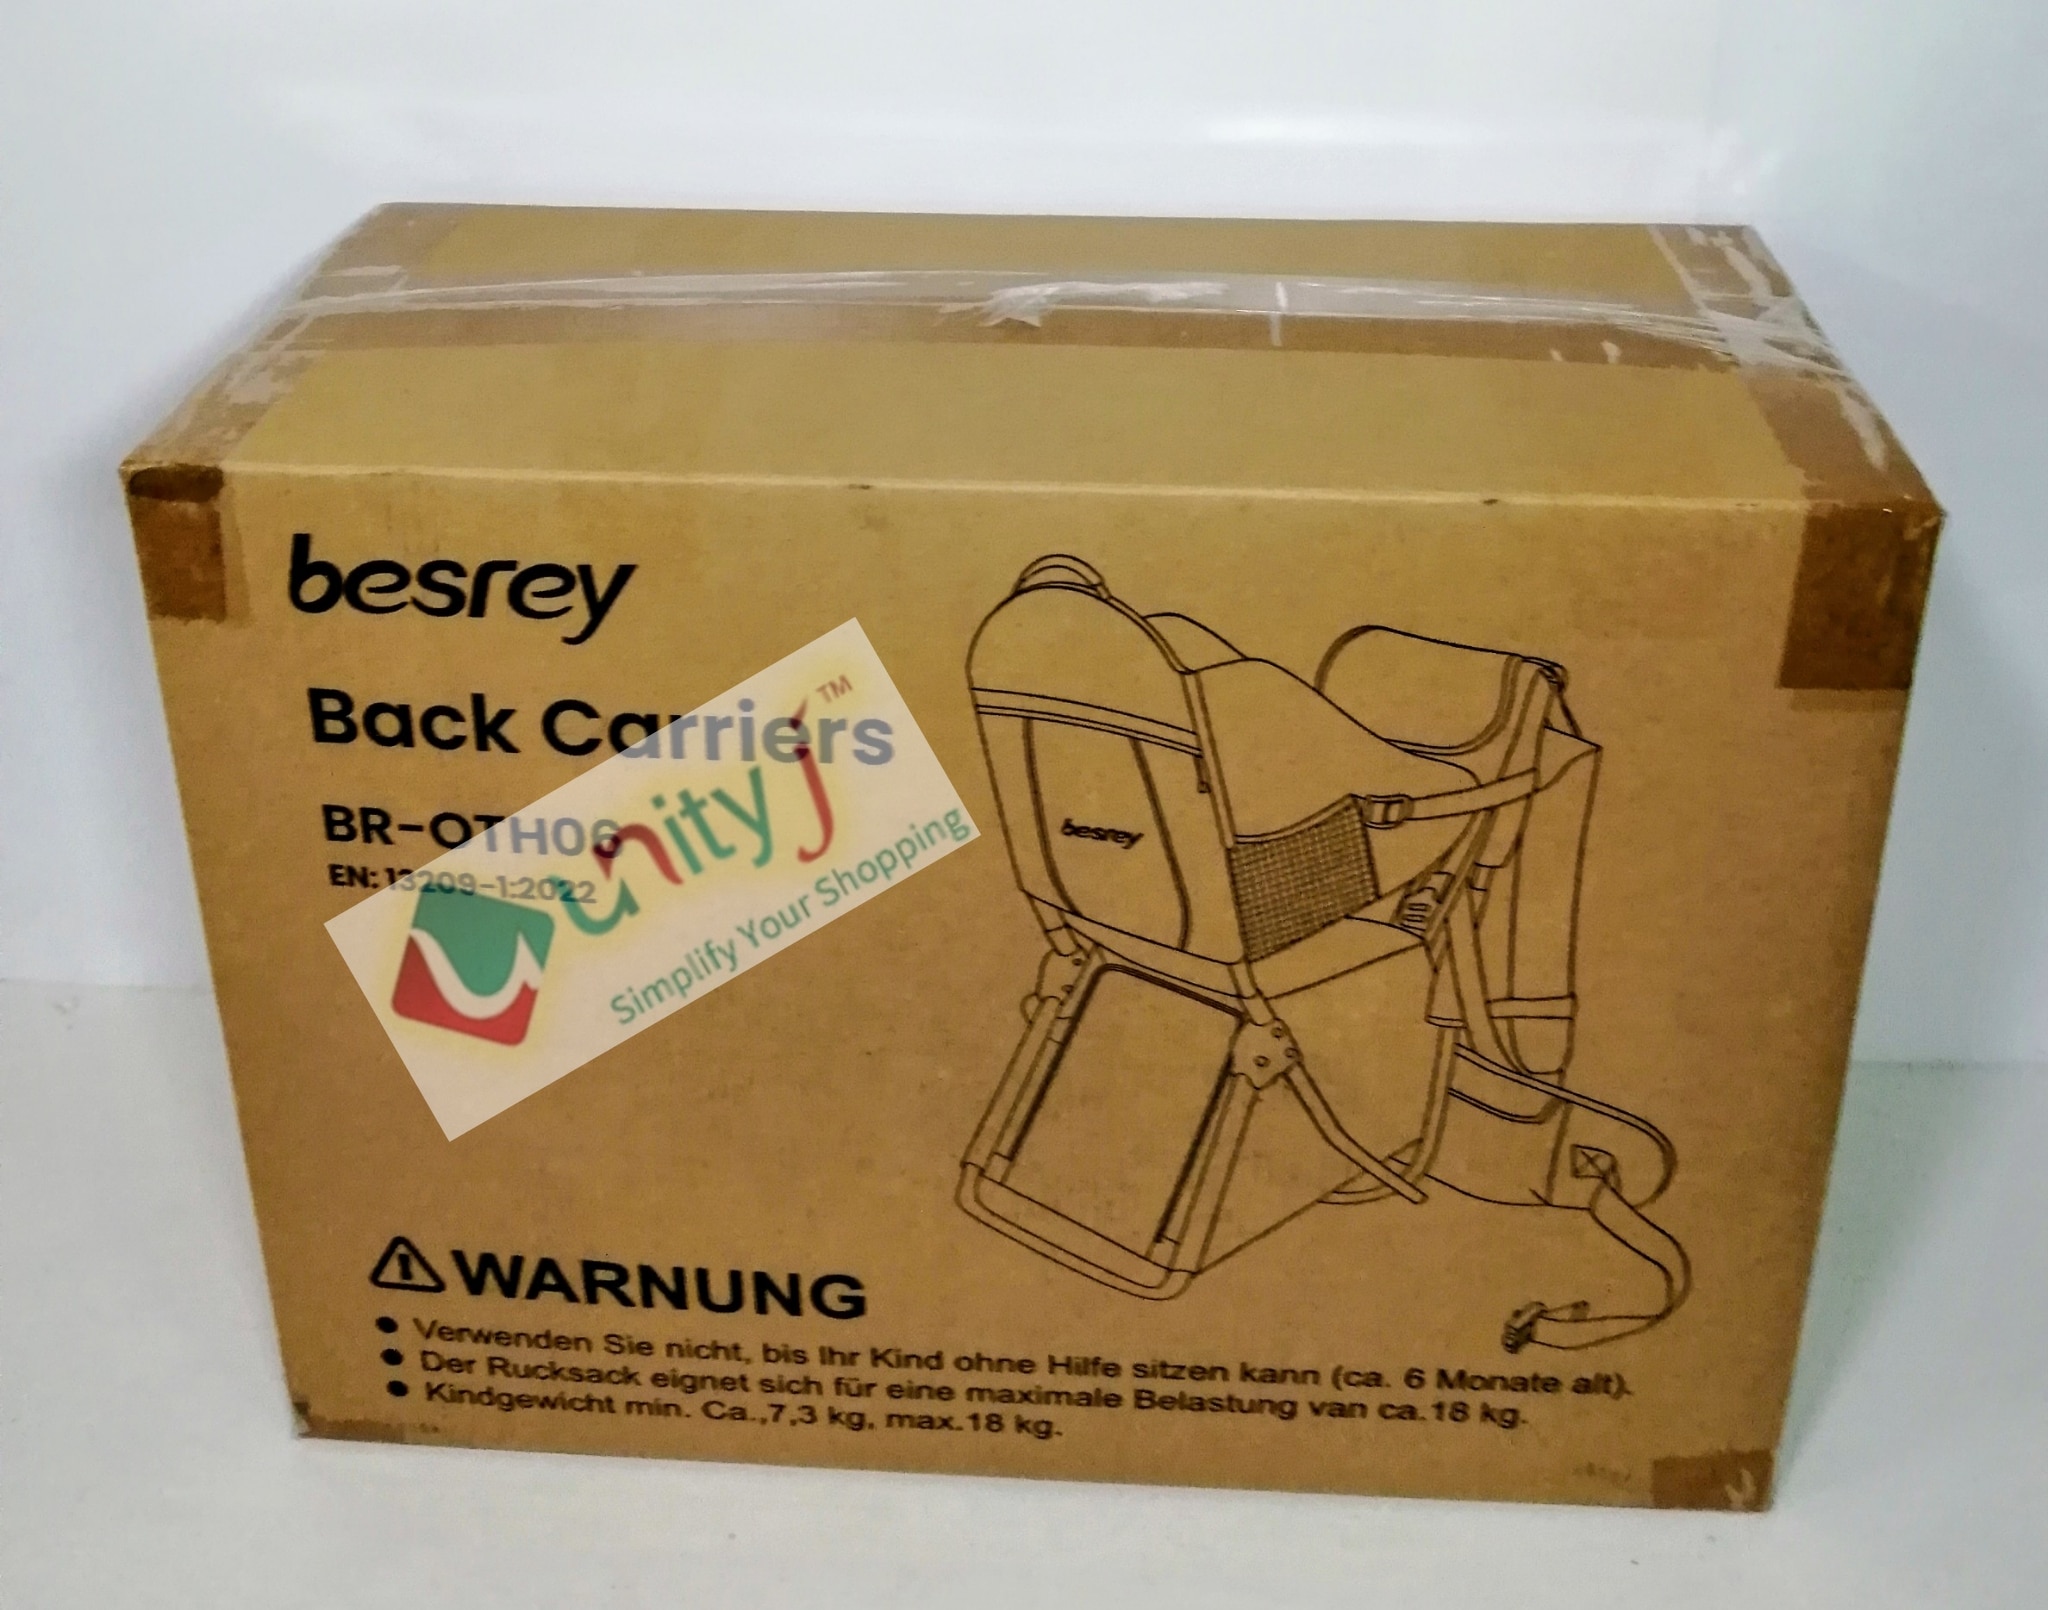 besrey
Back Carriers
BR-OTH06
EN: 13209-1:2022
unityj™
Simplify Your Shopping
besrey
WARNUNG
● Verwenden Sie nicht, bis Ihr Kind ohne Hilfe sitzen kann (ca. 6 Monate alt).
● Der Rucksack eignet sich für eine maximale Belastung van ca.18 kg.
● Kindgewicht min. Ca.,7,3 kg, max.18 kg.